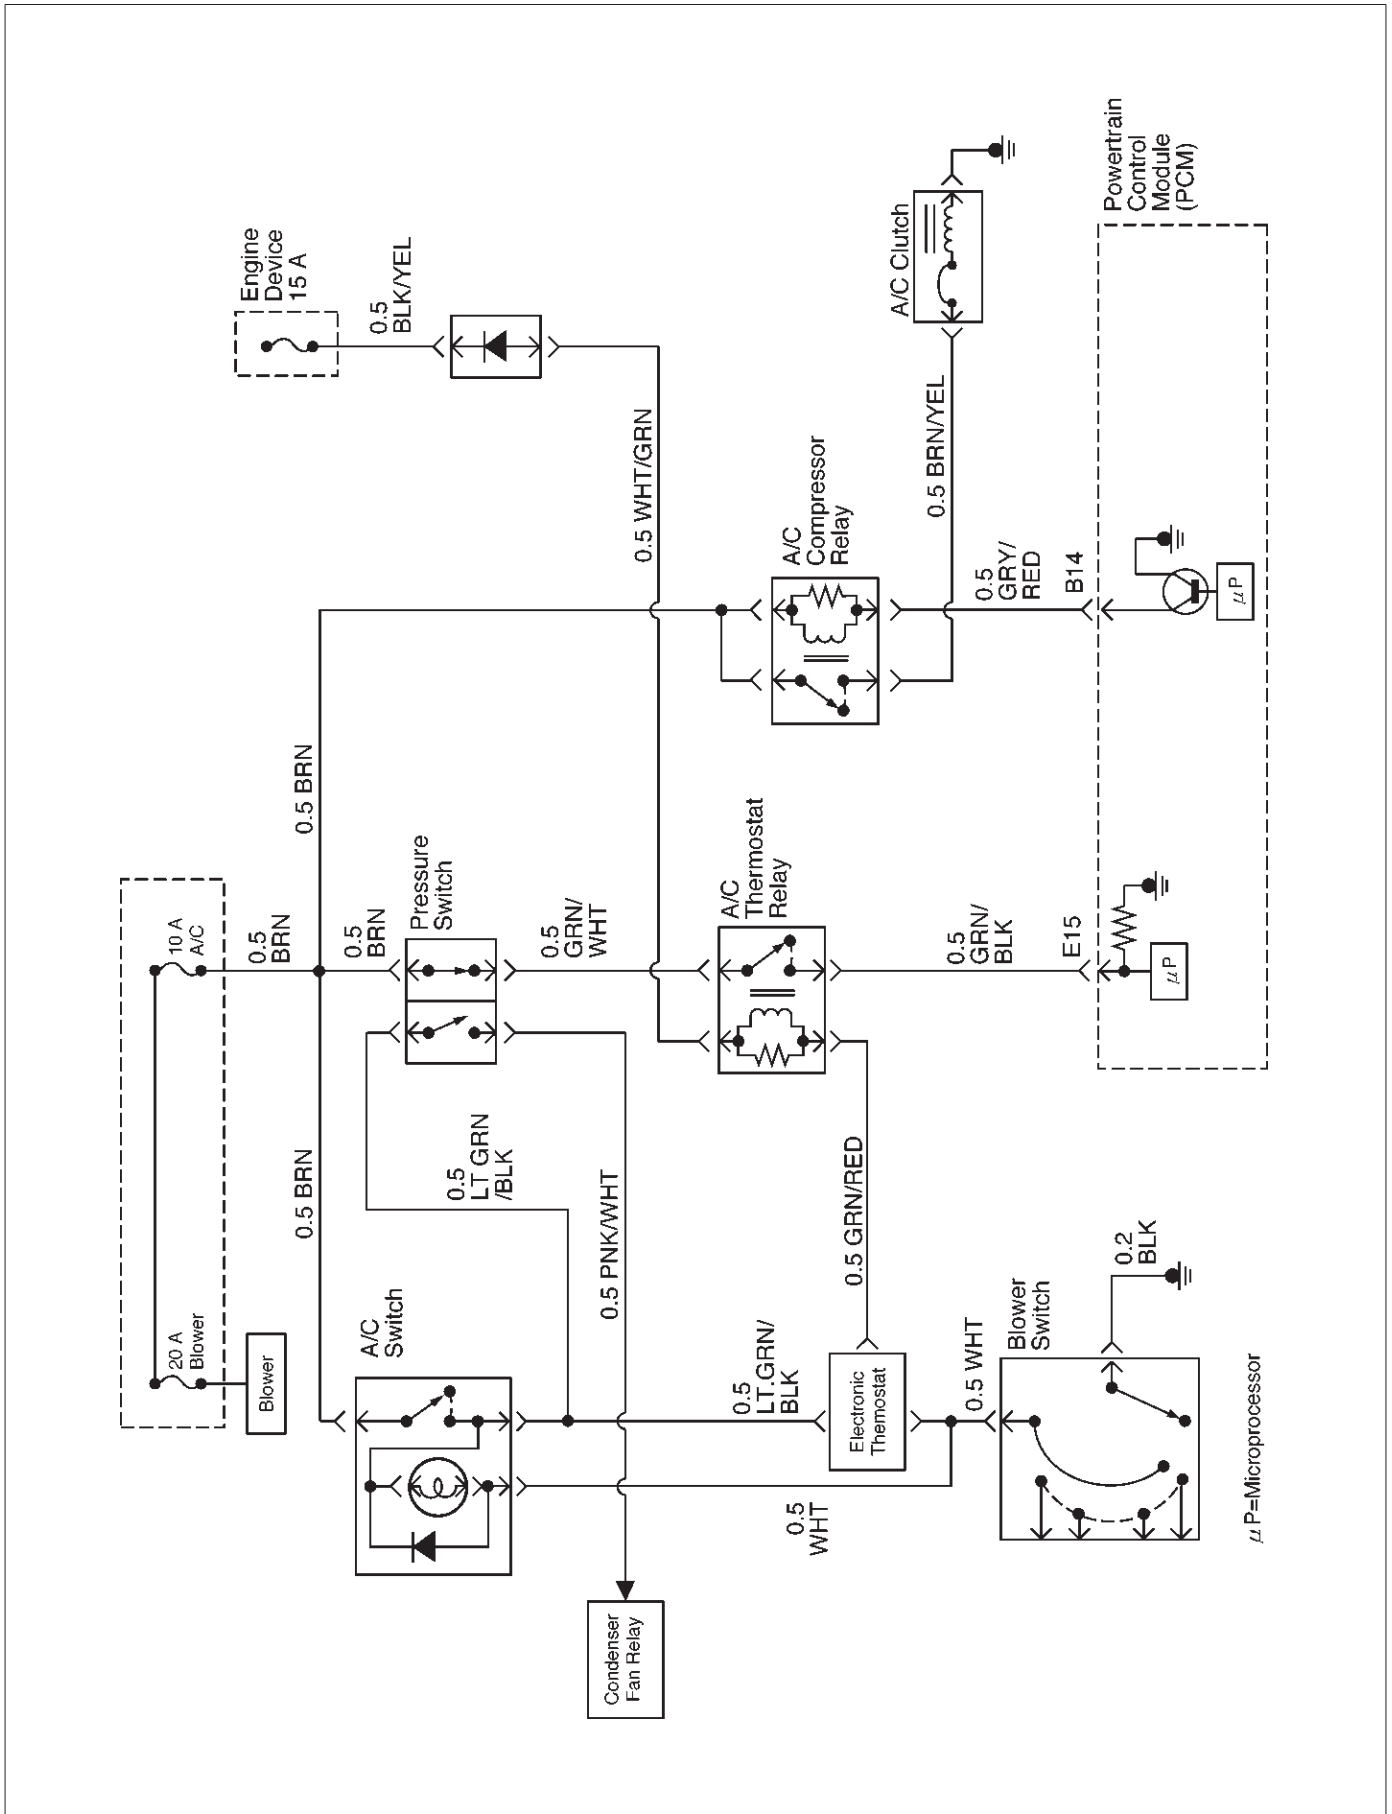 Engine
Device
15 A
0.5
BLK/YEL
A/C Clutch
Powertrain
Control
Module
(PCM)
0.5 WHT/GRN
0.5 BRN/YEL
A/C
Compressor
Relay
0.5
GRY/
RED
B14
μP
0.5 BRN
10 A
A/C
0.5
BRN
0.5
BRN
Pressure
Switch
0.5
GRN/
WHT
A/C
Thermostat
Relay
0.5
GRN/
BLK
E15
μP
0.5 BRN
0.5
LT GRN
/BLK
0.5 PNK/WHT
0.5 GRN/RED
20 A
Blower
Blower
A/C
Switch
0.5
LT.GRN/
BLK
Electronic
Themostat
0.5 WHT
Blower
Switch
0.2
BLK
0.5
WHT
Condenser
Fan Relay
μP=Microprocessor